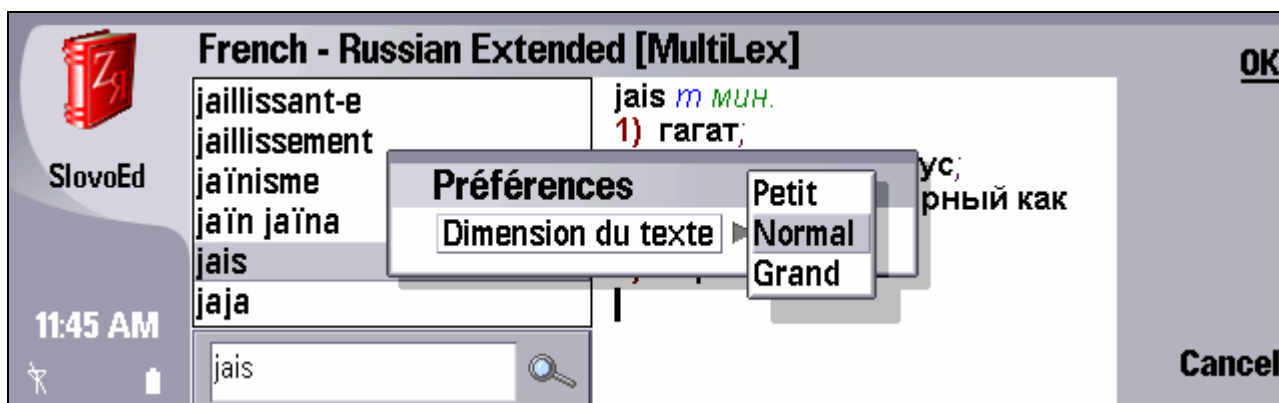 French - Russian Extended [MultiLex]
OK
SlovoEd
jaillissant-e
jaillissement
jaïnisme
jaïn jaïna
jais
jaja
jais m мин.
1) гагат;
ус;
рный как
Préférences
Dimension du texte
Petit
Normal
Grand
11:45 AM
jais
Cancel